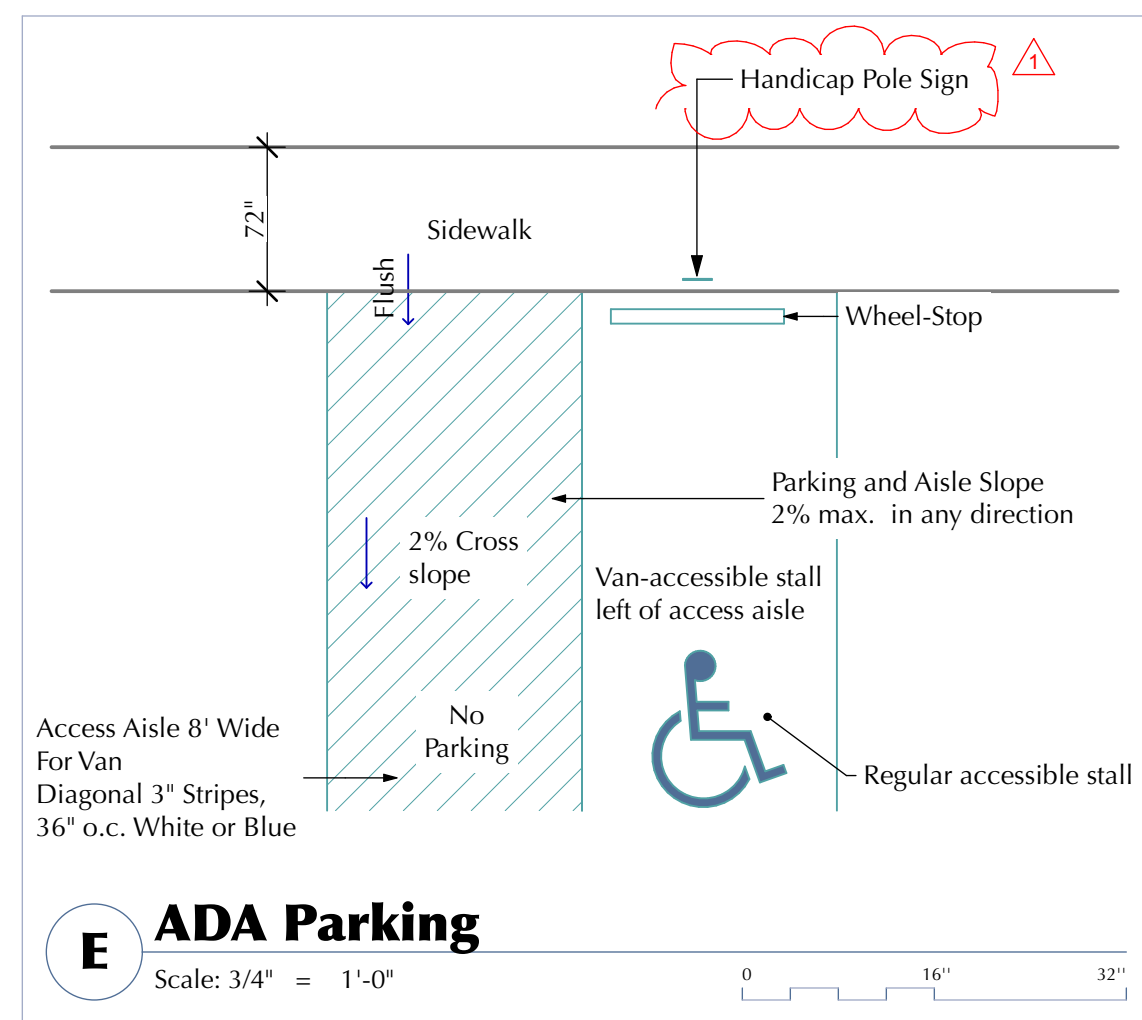 Handicap Pole Sign
1
72"
Sidewalk
Flush
Wheel-Stop
Parking and Aisle Slope
2% max. in any direction
2% Cross
slope
Van-accessible stall
left of access aisle
No
Parking
Access Aisle 8' Wide
For Van
Diagonal 3" Stripes,
36" o.c. White or Blue
Regular accessible stall
E
ADA Parking
Scale: 3/4" = 1'-0"
0 16'' 32''